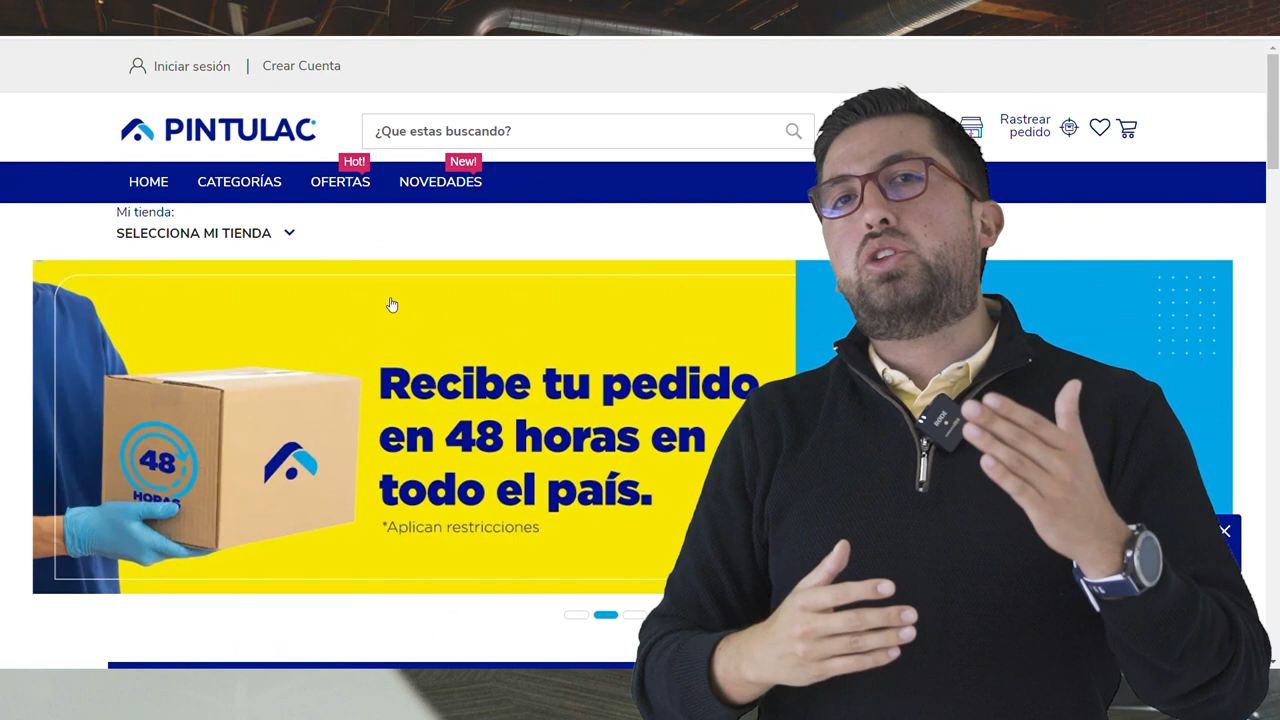 Iniciar sesión | Crear Cuenta
PINTULAC
¿Que estas buscando?
Rastrear
pedido
Hot!
New!
HOME
CATEGORÍAS
OFERTAS
NOVEDADES
Mi tienda:
SELECCIONA MI TIENDA
Recibe tu pedido
en 48 horas en
todo el país.
*Aplican restricciones
48
HORAS
RODE